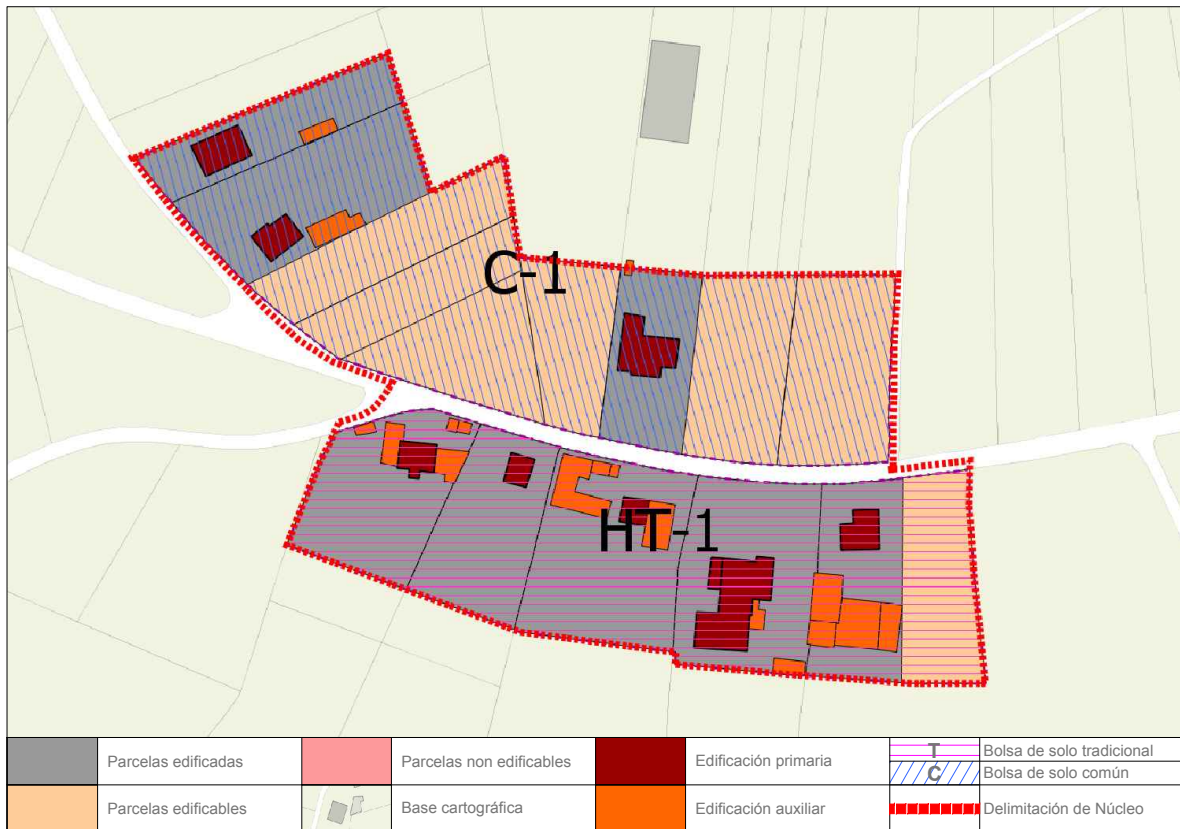 C-1
HT-1
Parcelas edificadas
Parcelas non edificables
Edificación primaria
T
Bolsa de solo tradicional
C
Bolsa de solo común
Parcelas edificables
Base cartográfica
Edificación auxiliar
Delimitación de Núcleo